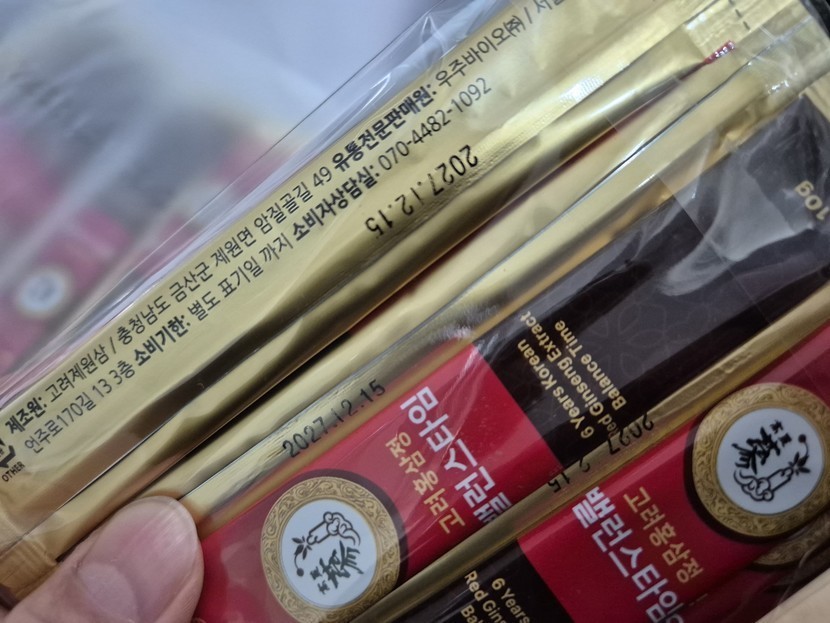 제조원: 고려제원삼 / 충청남도 금산군 제원면 암칠골길 49 유통전문판매원: 우주바이오㈜ /
언주로170길 13 3층 소비기한: 별도 표기일 까지 소비자상담실: 070-4482-1092
OTHER
2027.12.15
2027.12.15
고려홍삼정
밸런스타임
6 Years Korean
Red Ginseng Extract
Balance Time
10g
고려홍삼정
밸런스타임
6 Years
Red